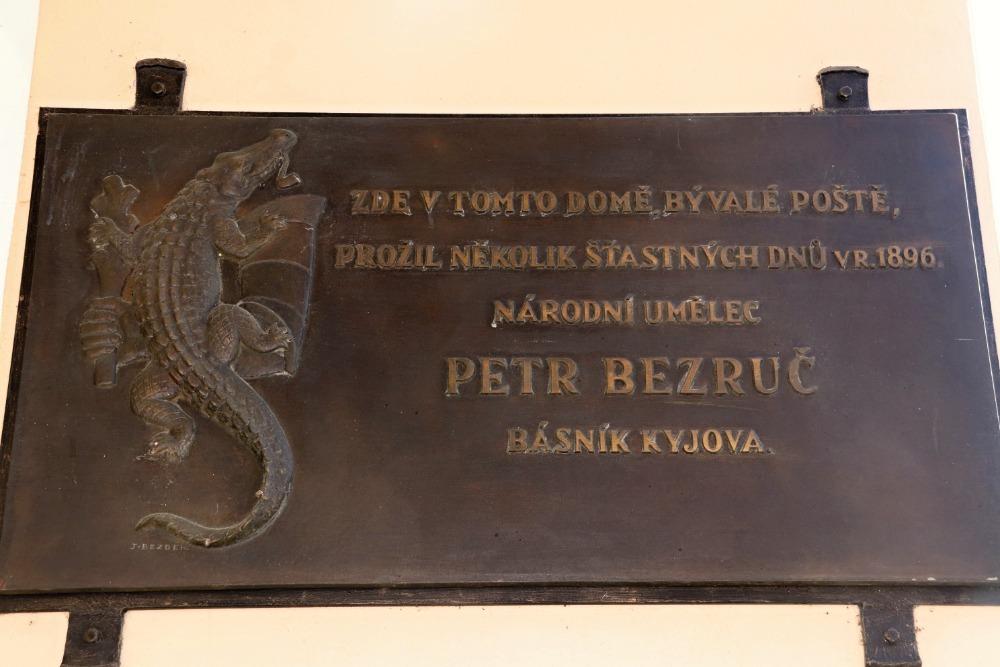 ZDE V TOMTO DOMĚ, BÝVALÉ POŠTĚ,
PROŽIL NĚKOLIK ŠŤASTNÝCH DNŮ V R. 1896.
NÁRODNÍ UMĚLEC
PETR BEZRUČ
BÁSNÍK KYJOVA.